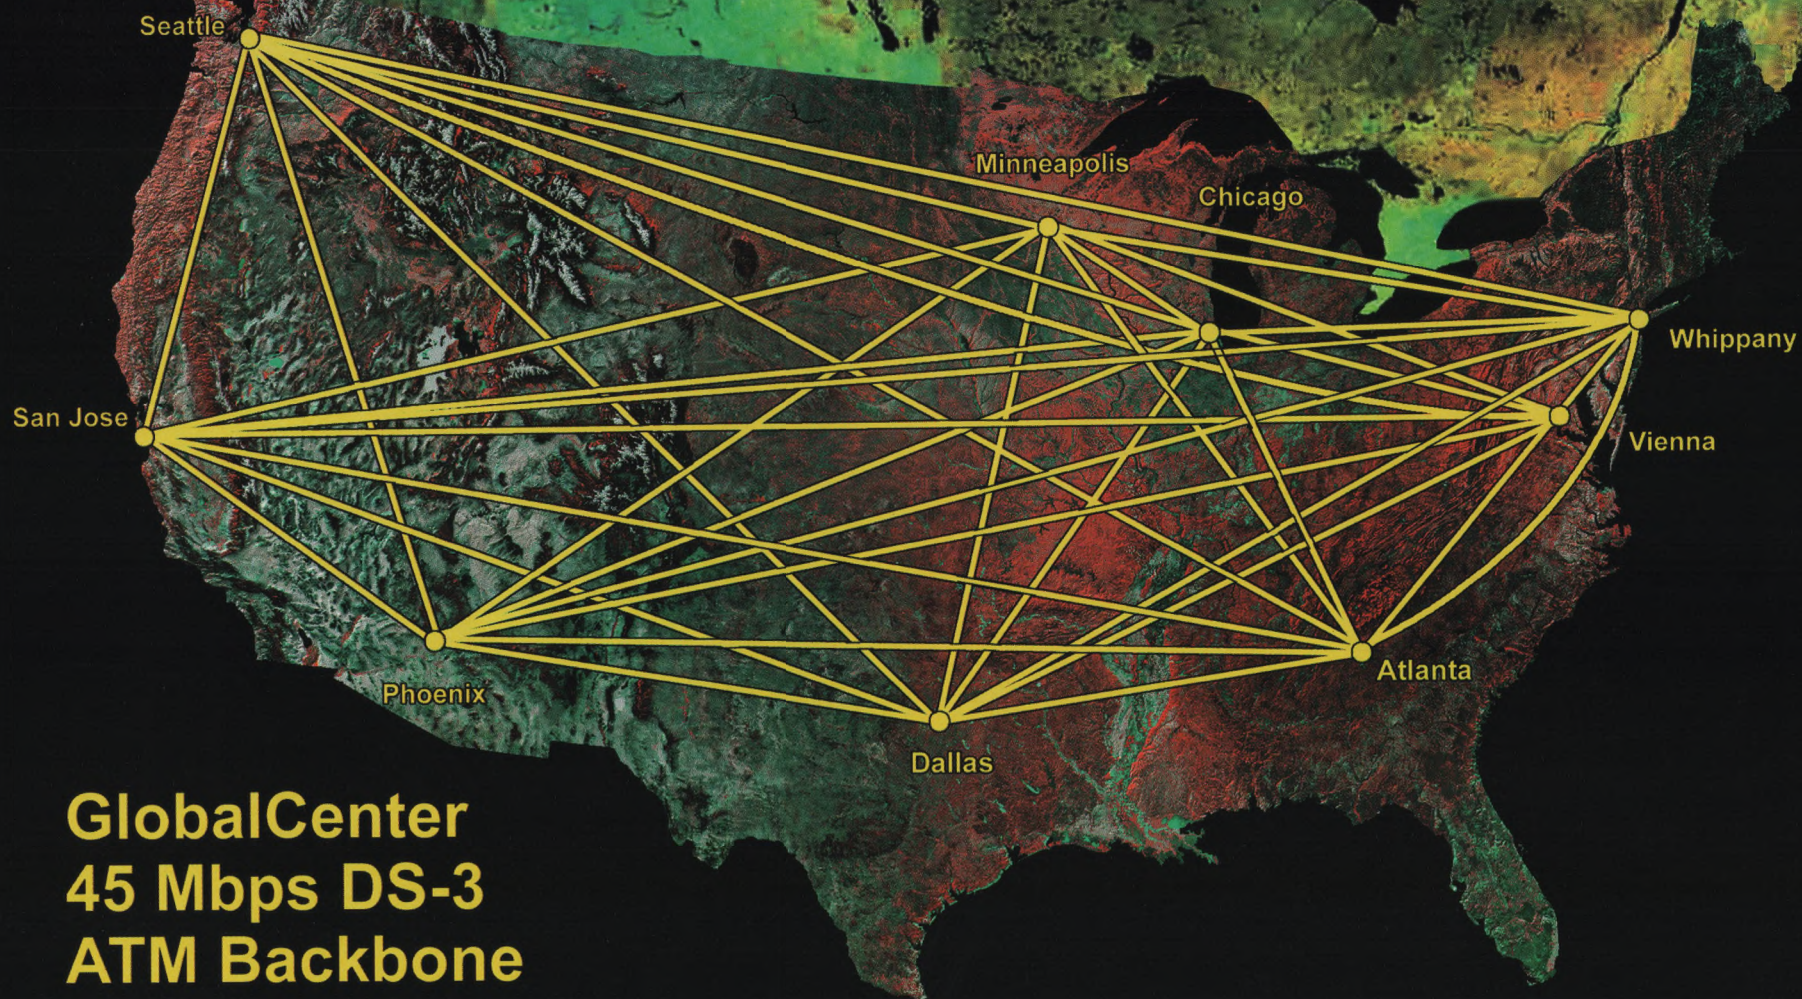 Seattle
Minneapolis
Chicago
Whippany
San Jose
Vienna
Atlanta
Phoenix
Dallas
GlobalCenter
45 Mbps DS-3
ATM Backbone